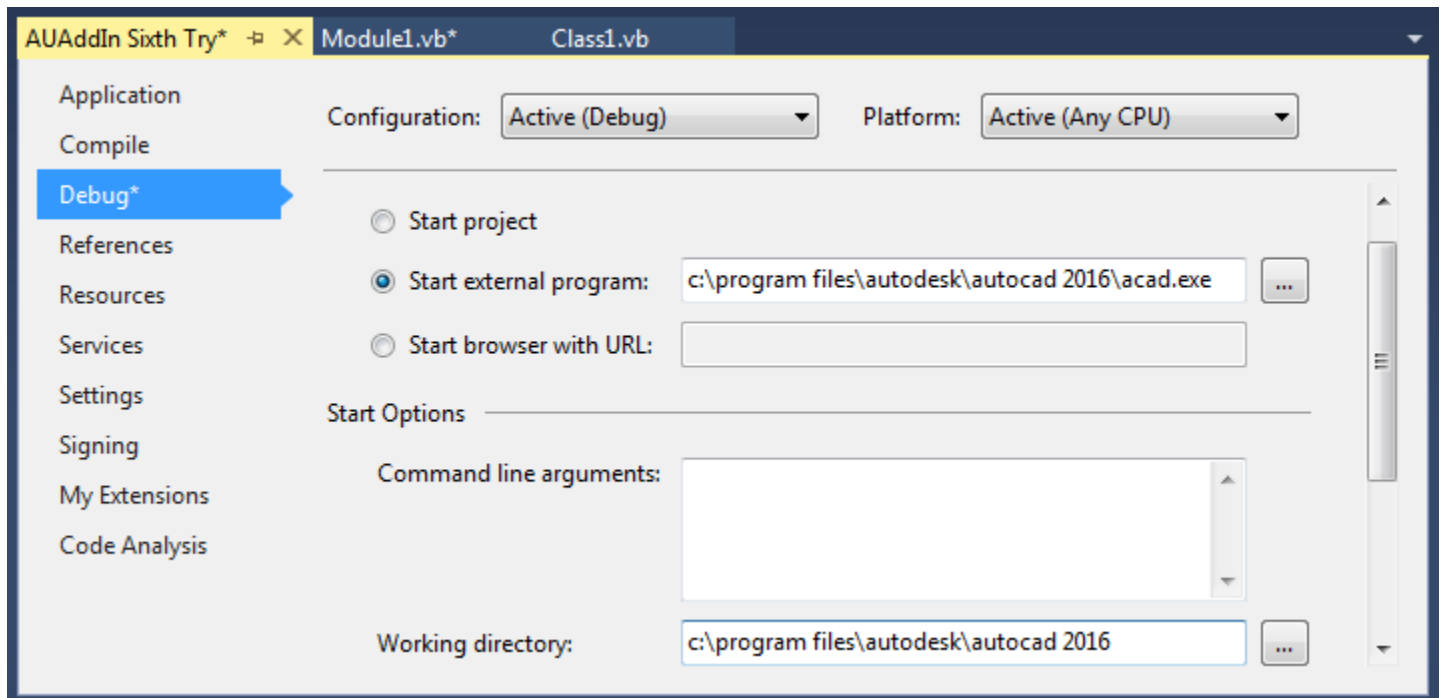 AUAddIn Sixth Try* Module1.vb* Class1.vb
Application
Compile
Debug*
References
Resources
Services
Settings
Signing
My Extensions
Code Analysis
Configuration: Active (Debug) Platform: Active (Any CPU)
Start project
Start external program: c:\program files\autodesk\autocad 2016\acad.exe ...
Start browser with URL:
Start Options
Command line arguments:
Working directory: c:\program files\autodesk\autocad 2016 ...